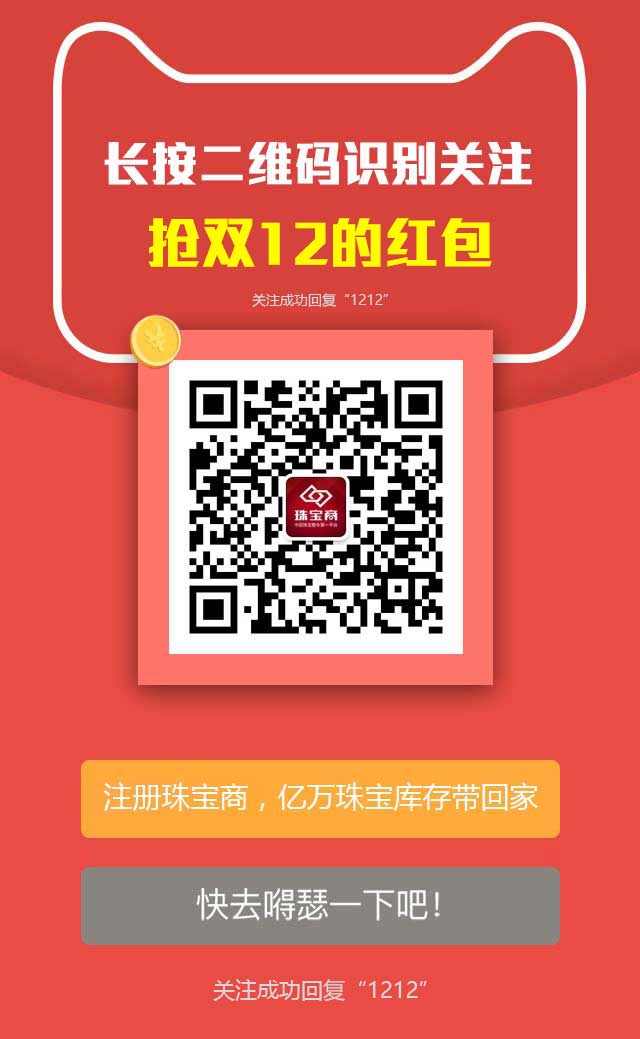 长按二维码识别关注
抢双12的红包
关注成功回复“1212”
珠宝商
注册珠宝商，亿万珠宝库存带回家
快去嘚瑟一下吧！
关注成功回复“1212”